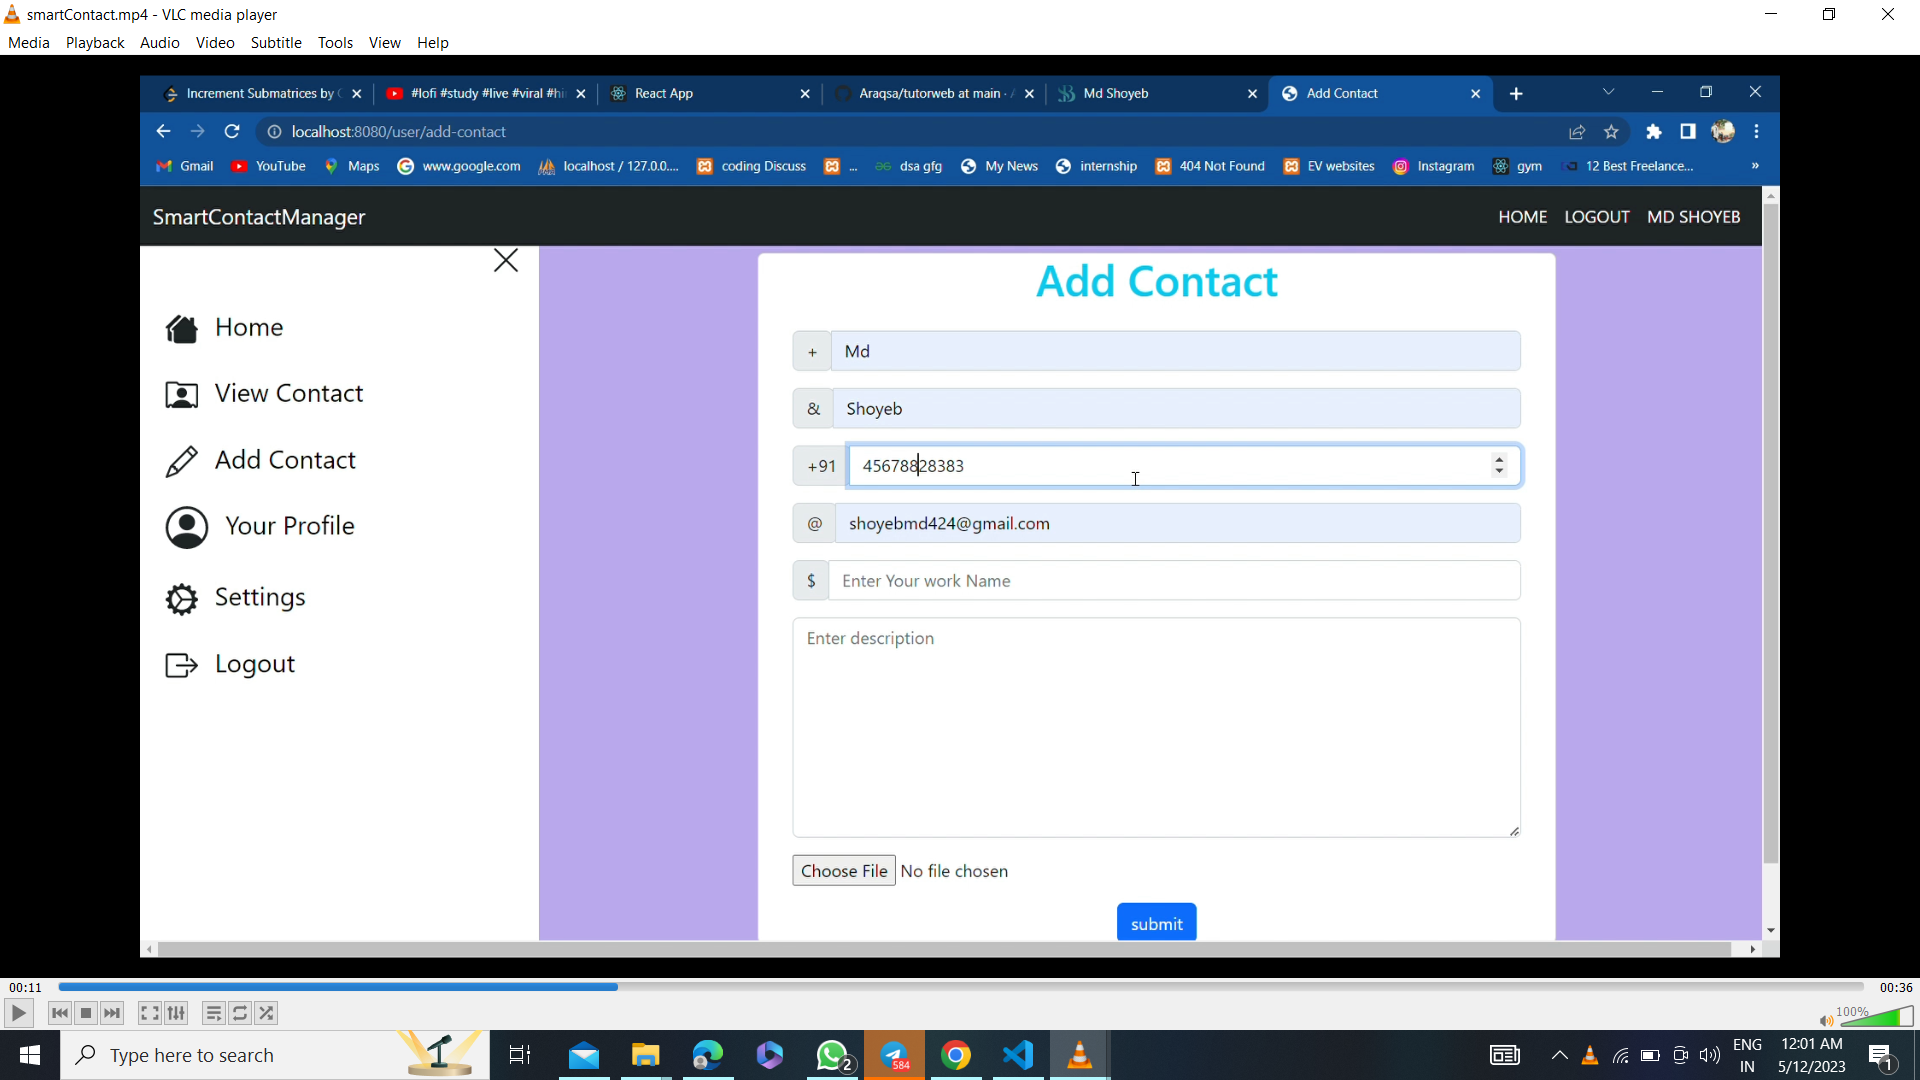 smartContact.mp4 - VLC media player
Media Playback Audio Video Subtitle Tools View Help
Increment Submatrices by #lofi #study #live #viral #hi React App Araqsa/tutorweb at main · Md Shoyeb Add Contact
localhost:8080/user/add-contact
Gmail YouTube Maps www.google.com localhost / 127.0.0.... coding Discuss ... dsa gfg My News internship 404 Not Found EV websites Instagram gym 12 Best Freelance... »
SmartContactManager HOME LOGOUT MD SHOYEB
Home
View Contact
Add Contact
Your Profile
Settings
Logout
Add Contact
+ Md
& Shoyeb
+91 45678828383
@ shoyebmd424@gmail.com
$ Enter Your work Name
Enter description
Choose File No file chosen
submit
00:11 00:36
100%
Type here to search 2 584 ENG IN 12:01 AM 5/12/2023 1